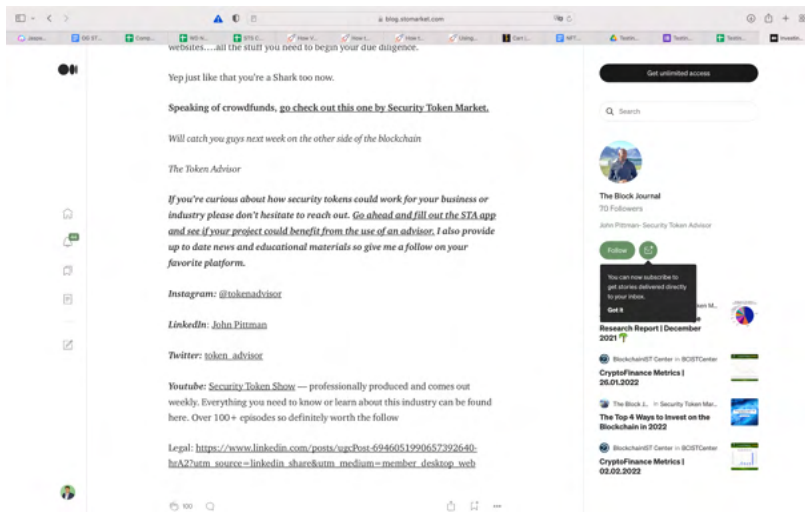 blog.stomarket.com
websites....all the stuff you need to begin your due diligence.
Yep just like that you're a Shark too now.
Speaking of crowdfunds, go check out this one by Security Token Market.
Will catch you guys next week on the other side of the blockchain
The Token Advisor
If you're curious about how security tokens could work for your business or
industry please don't hesitate to reach out. Go ahead and fill out the STA app
and see if your project could benefit from the use of an advisor. I also provide
up to date news and educational materials so give me a follow on your
favorite platform.
Instagram: @tokenadvisor
LinkedIn: John Pittman
Twitter: token_advisor
Youtube: Security Token Show — professionally produced and comes out
weekly. Everything you need to know or learn about this industry can be found
here. Over 100+ episodes so definitely worth the follow
Legal: https://www.linkedin.com/posts/ugcPost-6946051990657392640-
hrA2?utm_source=linkedin_share&utm_medium=member_desktop_web
100
Get unlimited access
Search
The Block Journal
70 Followers
John Pittman- Security Token Advisor
Follow
You can now subscribe to
get stories delivered directly
to your inbox.
Got it
Research Report | December
2021
BlockchainIST Center in BCISTCenter
CryptoFinance Metrics |
26.01.2022
The Block J... in Security Token Mar...
The Top 4 Ways to Invest on the
Blockchain in 2022
BlockchainIST Center in BCISTCenter
CryptoFinance Metrics |
02.02.2022